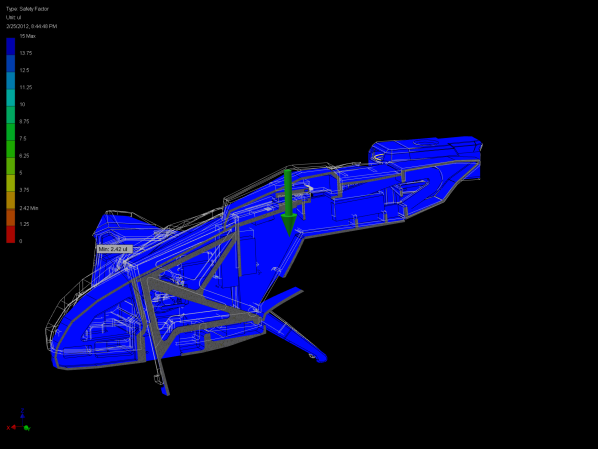 Type: Safety Factor
Unit: ul
2/25/2012, 8:44:48 PM
15 Max
13.75
12.5
11.25
10
8.75
7.5
6.25
5
3.75
2.42 Min
1.25
0
Min: 2.42 ul
X